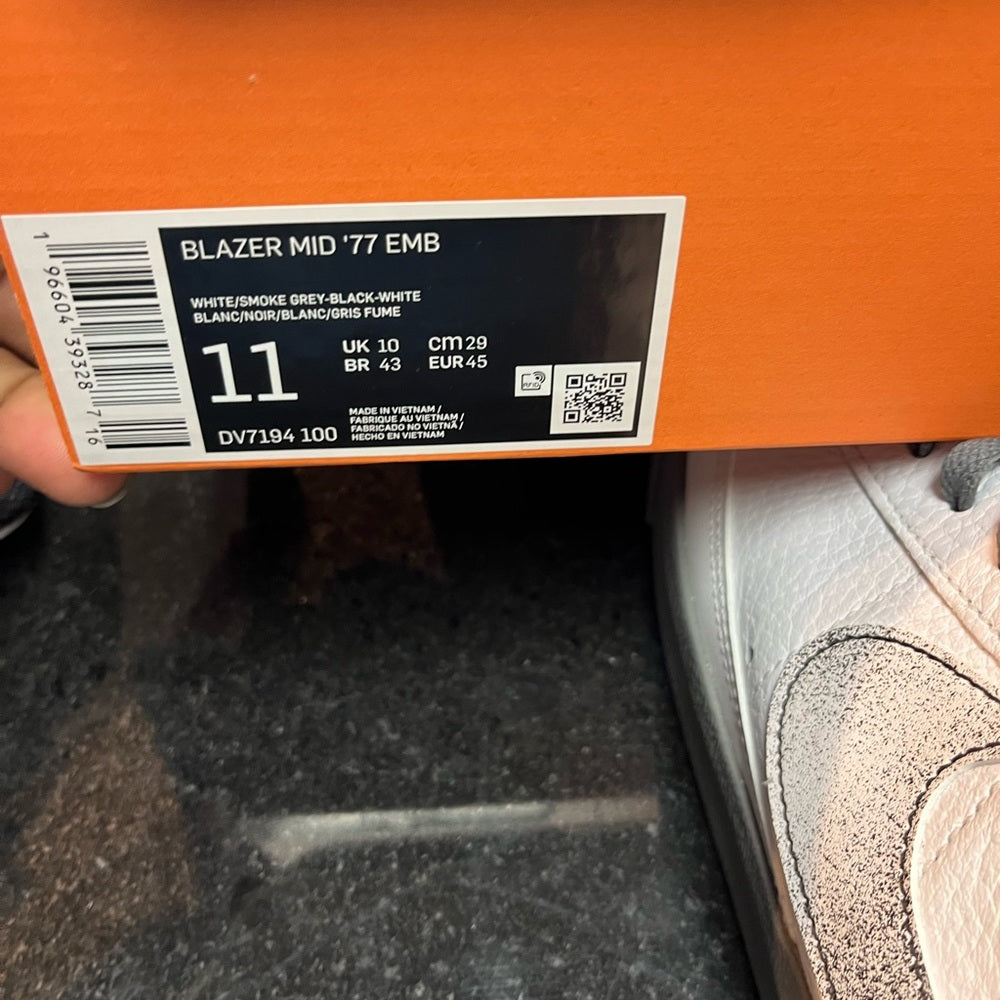 BLAZER MID '77 EMB
WHITE/SMOKE GREY-BLACK-WHITE
BLANC/NOIR/BLANC/GRIS FUME
11
UK 10
BR 43
cm 29
EUR 45
RFID
DV7194 100
MADE IN VIETNAM /
FABRIQUE AU VIETNAM /
FABRICADO NO VIETNÃ /
HECHO EN VIETNAM
1 96604 39328 7 16